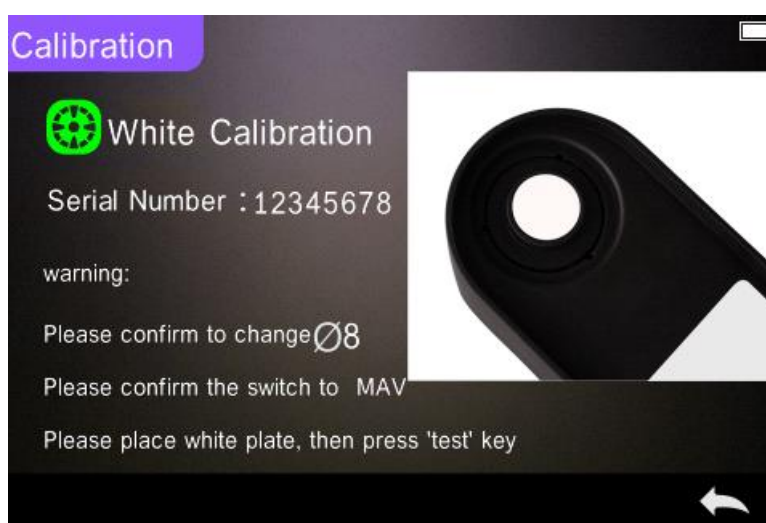 Calibration
White Calibration
Serial Number : 12345678
warning:
Please confirm to change Ø8
Please confirm the switch to MAV
Please place white plate, then press 'test' key